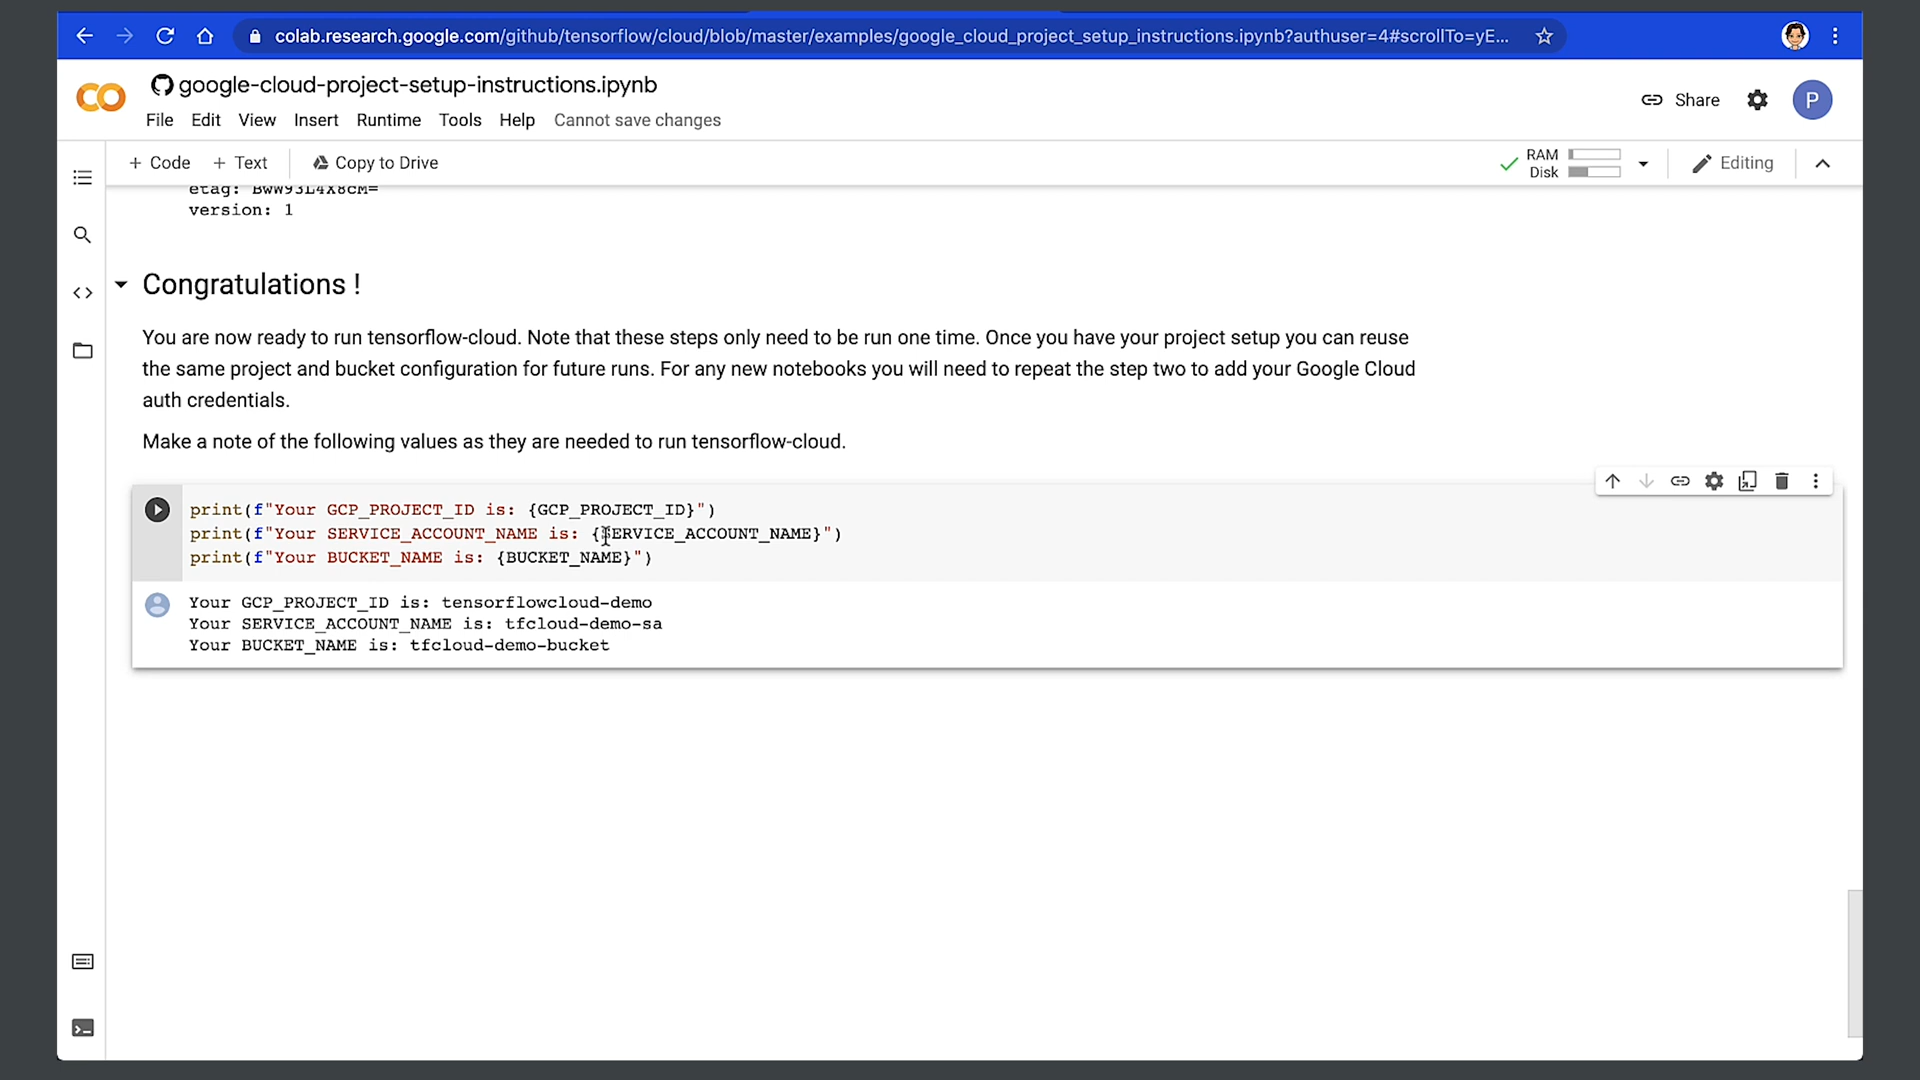 colab.research.google.com/github/tensorflow/cloud/blob/master/examples/google_cloud_project_setup_instructions.ipynb?authuser=4#scrollTo=yE...
google-cloud-project-setup-instructions.ipynb
File Edit View Insert Runtime Tools Help Cannot save changes
Share
P
+ Code + Text Copy to Drive
RAM
Disk
Editing
etag: BwW93L4X8cM=
version: 1
Congratulations !
You are now ready to run tensorflow-cloud. Note that these steps only need to be run one time. Once you have your project setup you can reuse
the same project and bucket configuration for future runs. For any new notebooks you will need to repeat the step two to add your Google Cloud
auth credentials.
Make a note of the following values as they are needed to run tensorflow-cloud.
print(f"Your GCP_PROJECT_ID is: {GCP_PROJECT_ID}")
print(f"Your SERVICE_ACCOUNT_NAME is: {SERVICE_ACCOUNT_NAME}")
print(f"Your BUCKET_NAME is: {BUCKET_NAME}")
Your GCP_PROJECT_ID is: tensorflowcloud-demo
Your SERVICE_ACCOUNT_NAME is: tfcloud-demo-sa
Your BUCKET_NAME is: tfcloud-demo-bucket